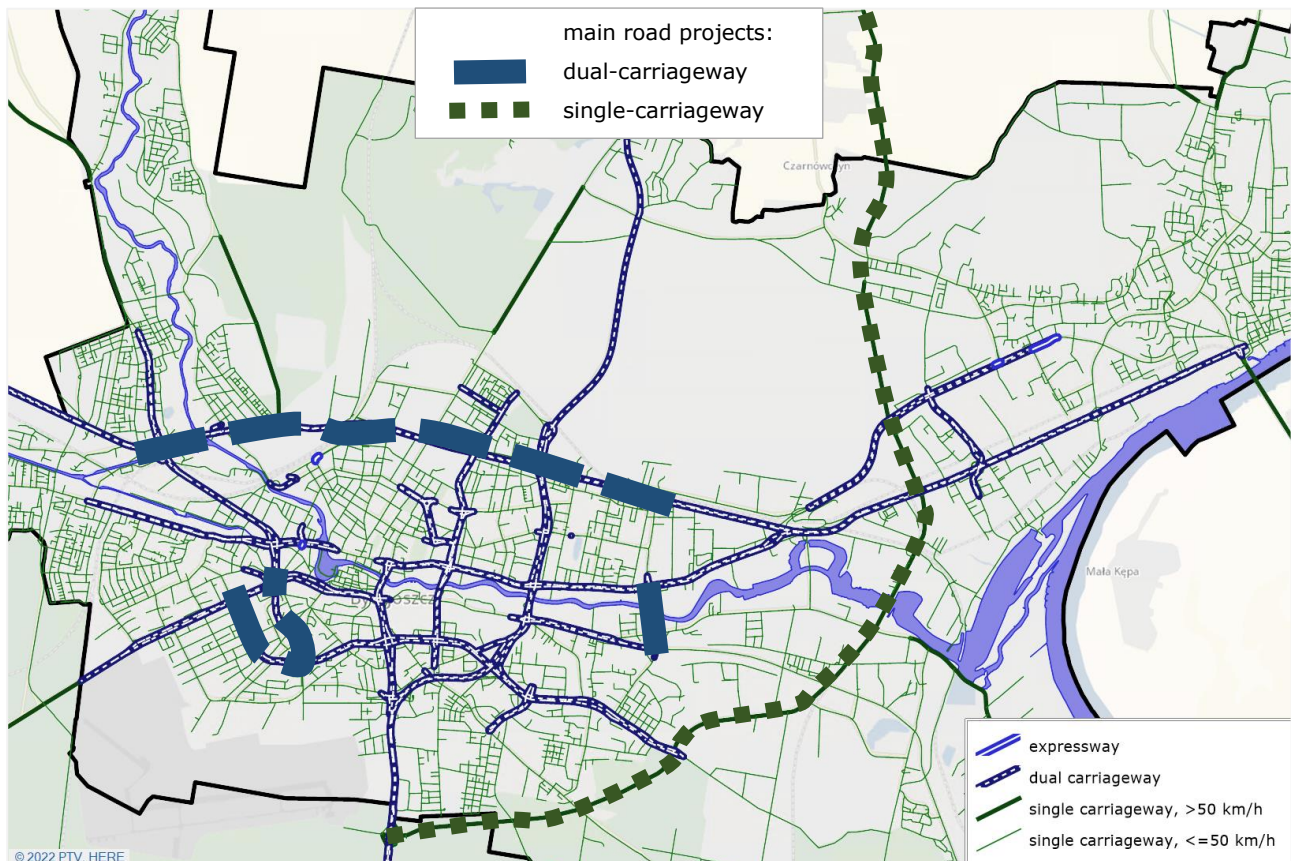 main road projects:
dual-carriageway
single-carriageway
Mała Kępa
expressway
dual carriageway
single carriageway, >50 km/h
single carriageway, <=50 km/h
© 2022 PTV, HERE